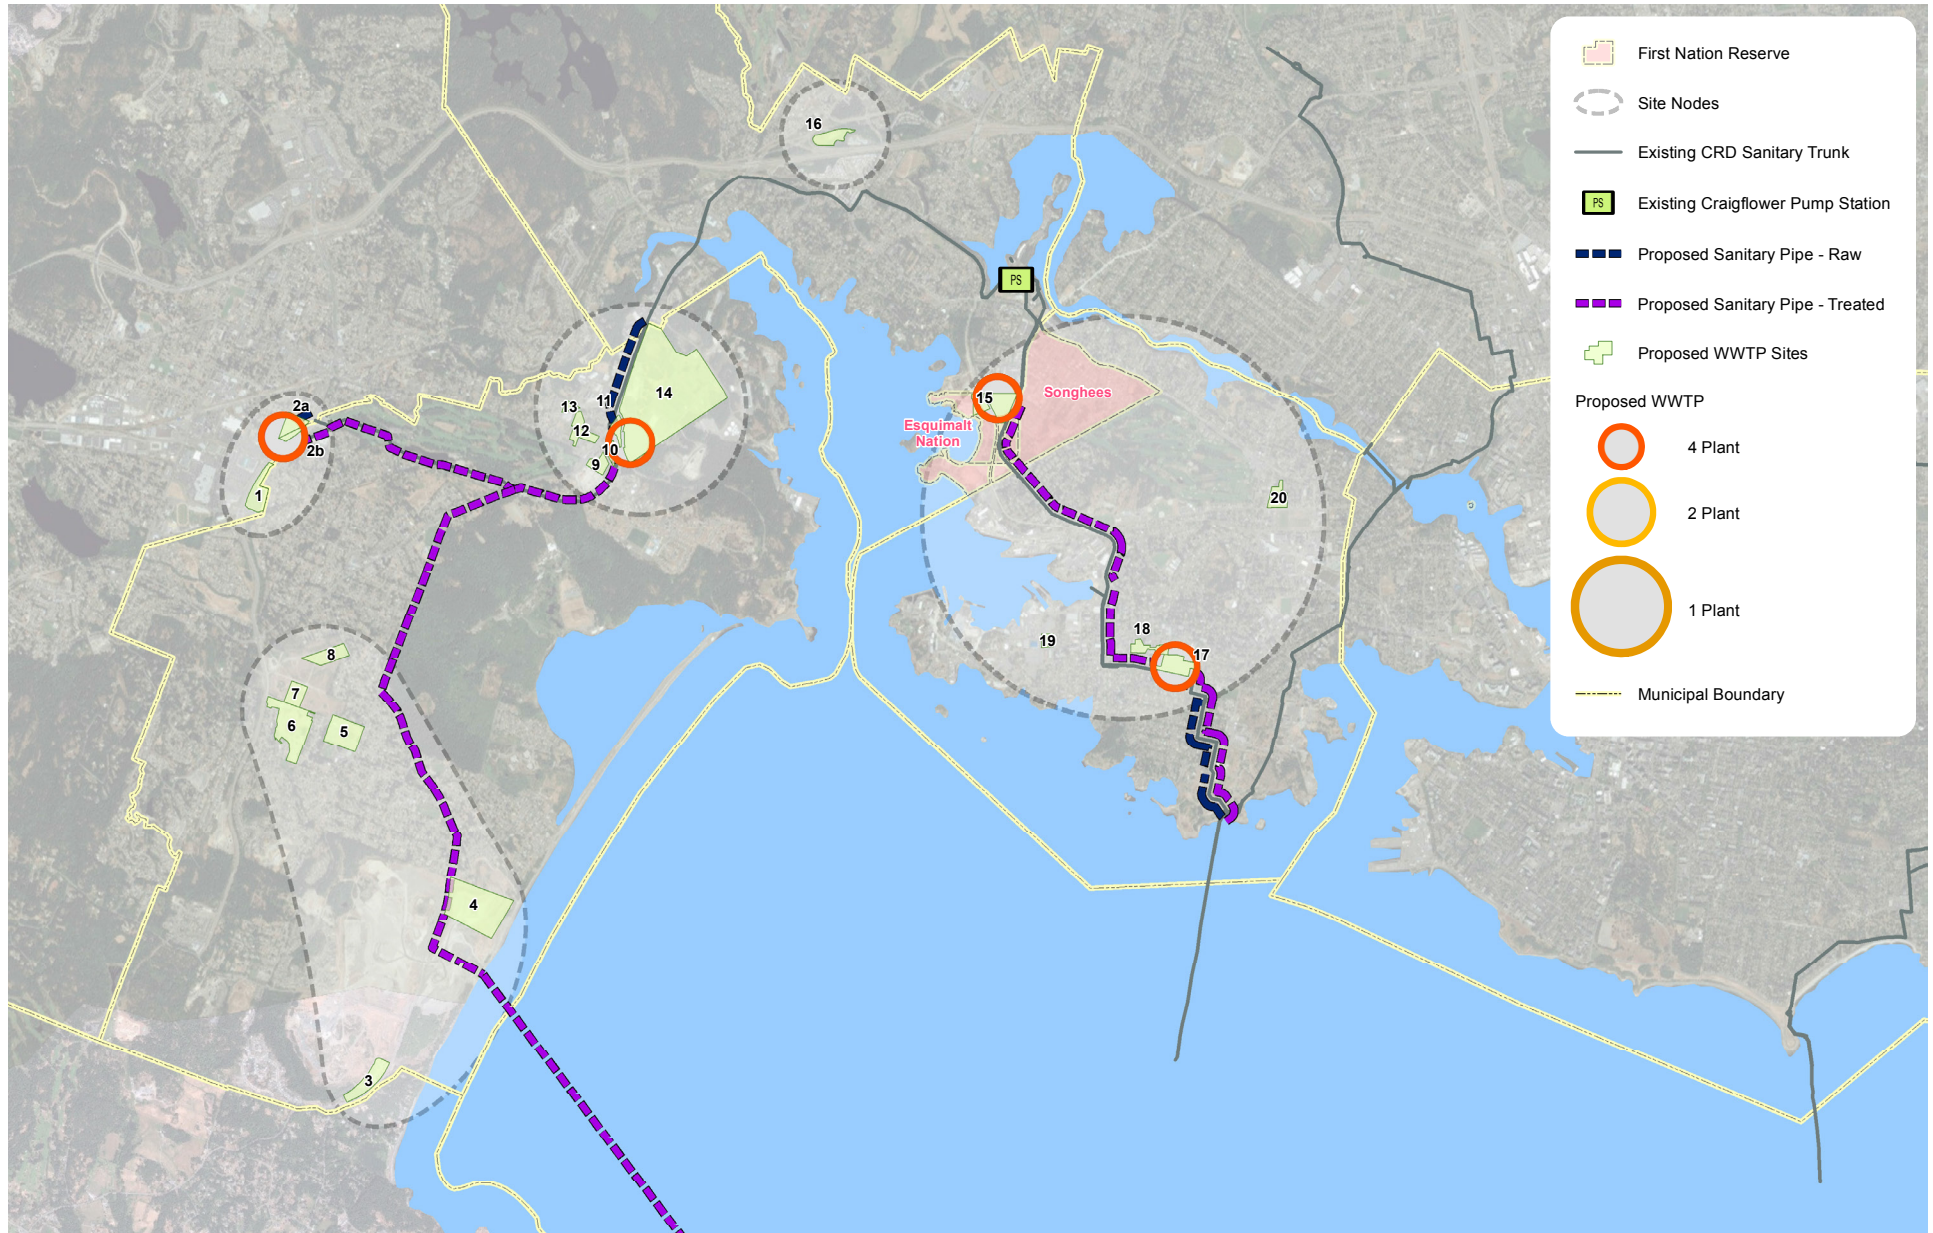 16
PS
2a
2b
1
13
11
12
10
9
14
15
Songhees
Esquimalt
Nation
20
8
7
6
5
18
19
17
4
3
First Nation Reserve
Site Nodes
Existing CRD Sanitary Trunk
PS Existing Craigflower Pump Station
Proposed Sanitary Pipe - Raw
Proposed Sanitary Pipe - Treated
Proposed WWTP Sites
Proposed WWTP
4 Plant
2 Plant
1 Plant
Municipal Boundary